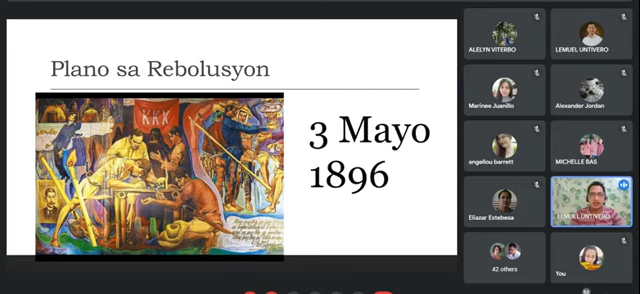 Plano sa Rebolusyon
KKK
3 Mayo
1896
ALELYN VITERBO
LEMUEL UNTIVERO
Marinee Juanillo
Alexander Jordan
angellou barrett
MICHELLE BAS
Eliazar Estebesa
LEMUEL UNTIVERO
42 others
You